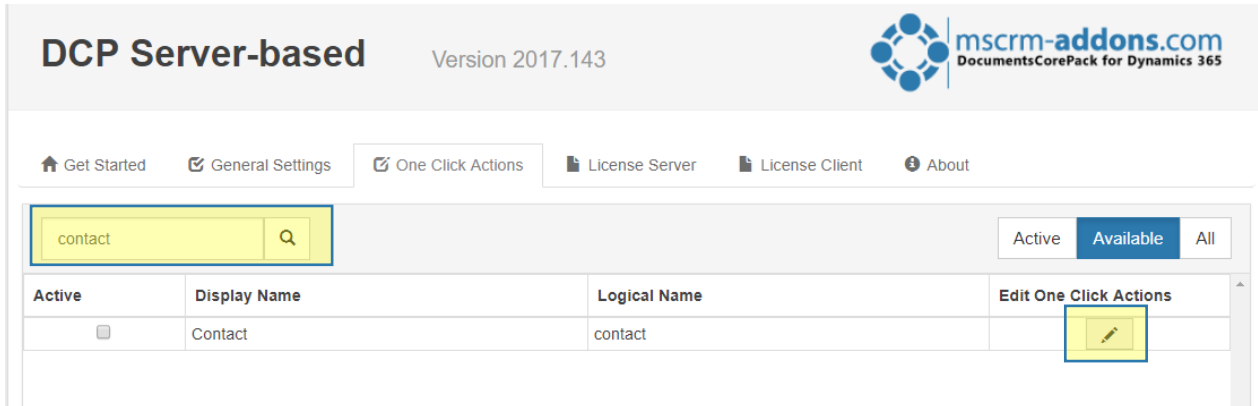 DCP Server-based Version 2017.143
mscrm-addons.com
DocumentsCorePack for Dynamics 365
Get Started General Settings One Click Actions License Server License Client About
contact Active Available All
Active Display Name Logical Name Edit One Click Actions
Contact contact